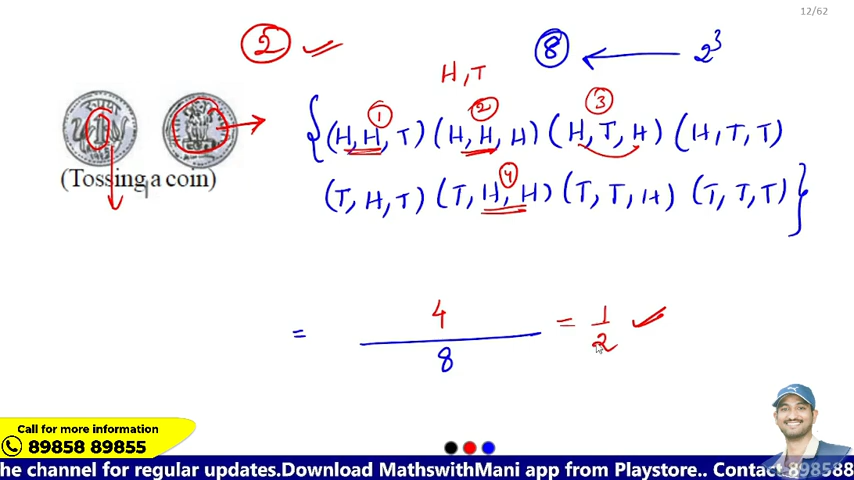 12/62
2
8
2³
H, T
1
2
3
{(H, H, T) (H, H, H) (H, T, H) (H, T, T)
4
(T, H, T) (T, H, H) (T, T, H) (T, T, T)}
(Tossing a coin)
= 4/8 = 1/2
Call for more information
89858 89855
he channel for regular updates.Download MathswithMani app from Playstore.. Contact 898588